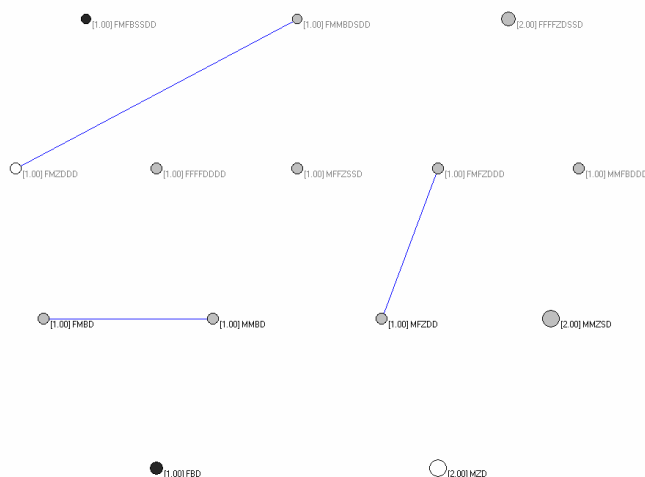 [1.00] FMFBSSDD
[1.00] FMMBDSDD
[2.00] FFFFZDSSD
[1.00] FMZDDD
[1.00] FFFFDDDD
[1.00] MFFZSSD
[1.00] FMFZDDD
[1.00] MMFBDDD
[1.00] FMBD
[1.00] MMBD
[1.00] MFZDD
[2.00] MMZSD
[1.00] FBD
[2.00] MZD